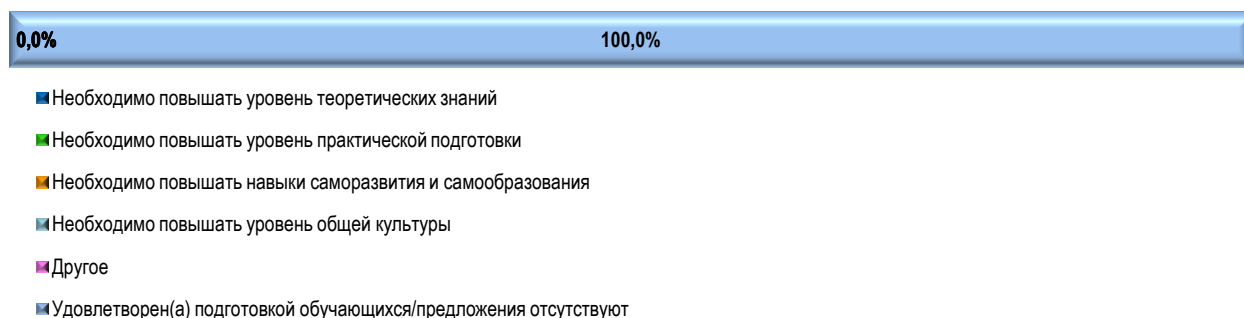 0,0% 100,0%
Необходимо повышать уровень теоретических знаний
Необходимо повышать уровень практической подготовки
Необходимо повышать навыки саморазвития и самообразования
Необходимо повышать уровень общей культуры
Другое
Удовлетворен(а) подготовкой обучающихся/предложения отсутствуют